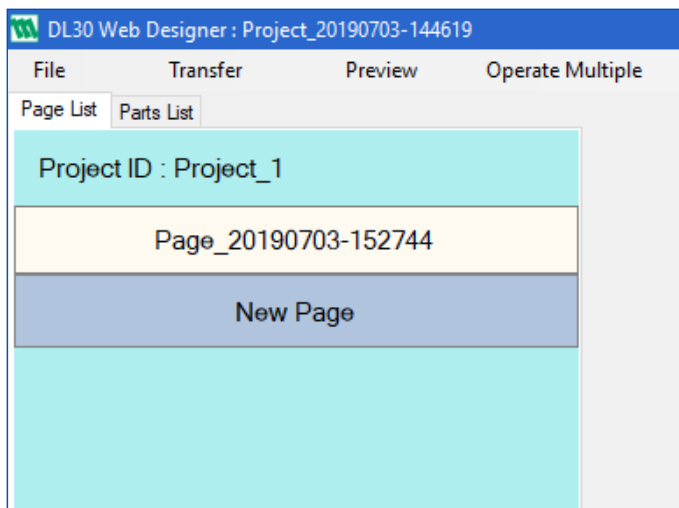 DL30 Web Designer : Project_20190703-144619
File Transfer Preview Operate Multiple
Page List Parts List
Project ID : Project_1
Page_20190703-152744
New Page